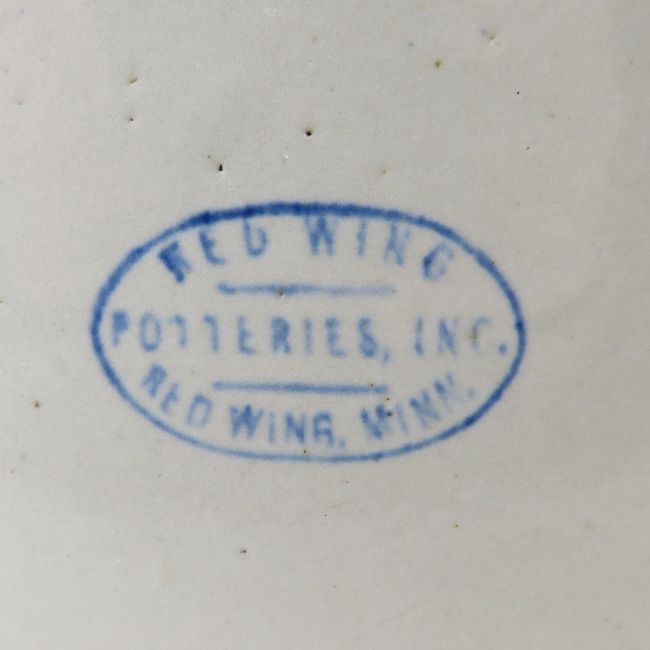 RED WING
POTTERIES, INC.
RED WING, MINN.